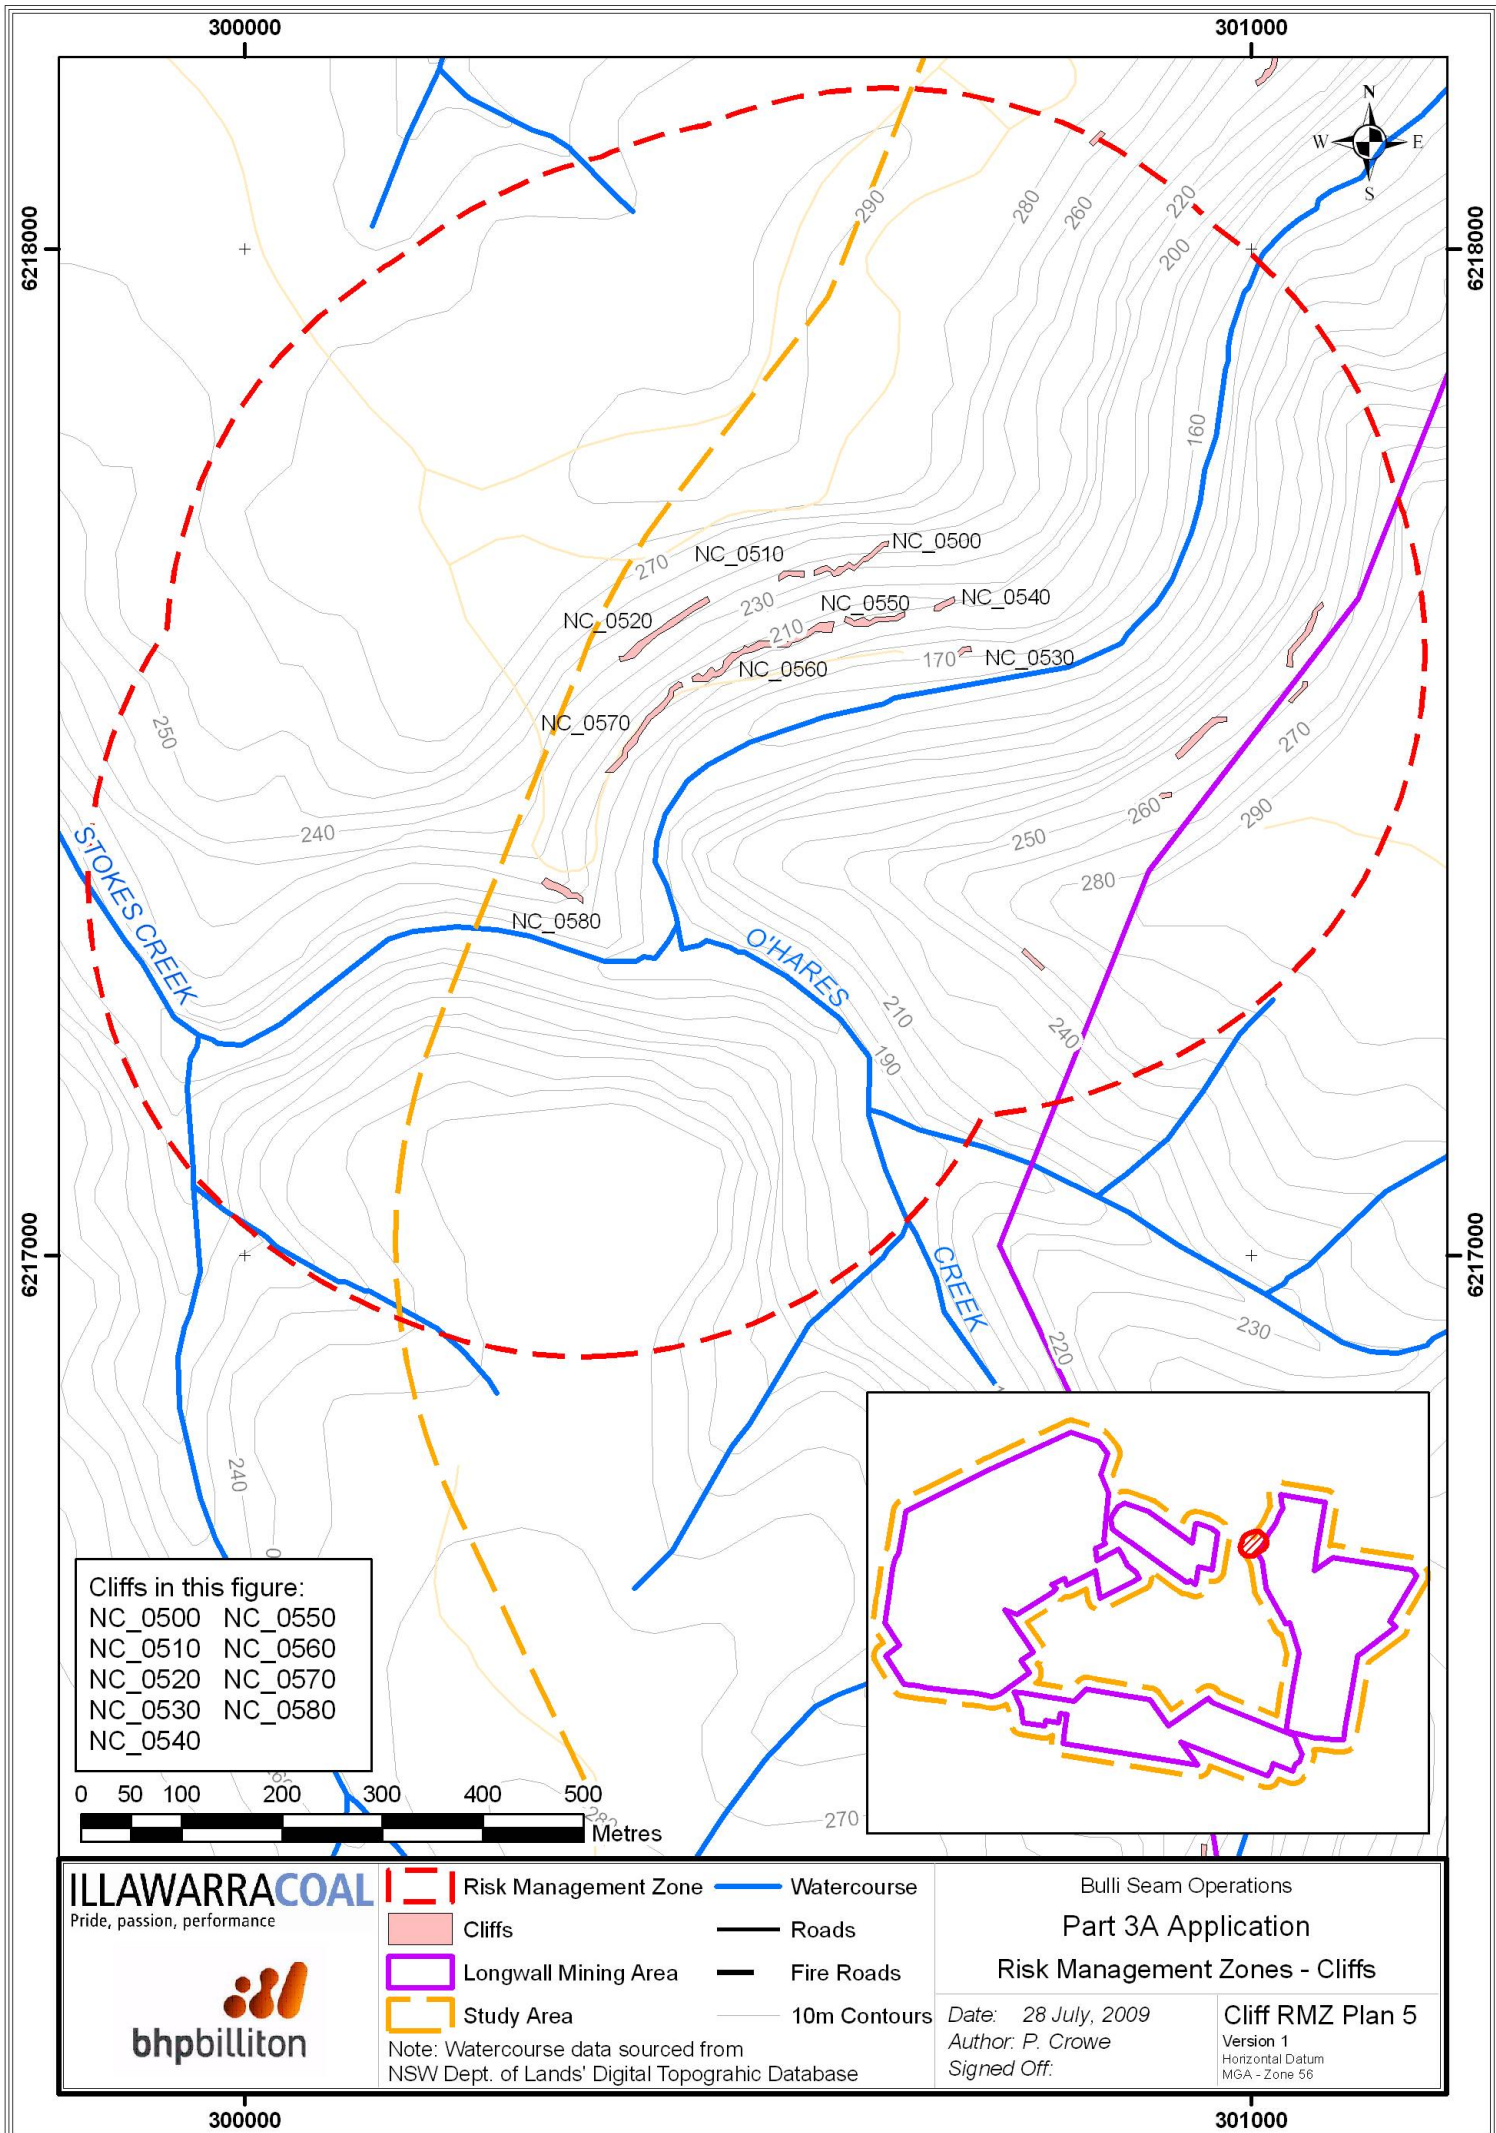 300000
301000
N
W E
S
6218000
6218000
290
280
260
220
200
160
270
NC_0510
NC_0500
230
NC_0550
NC_0540
NC_0520
210
170
NC_0530
NC_0560
NC_0570
250
270
260
290
240
250
280
STOKES CREEK
NC_0580
O'HARES
210
240
190
6217000
6217000
CREEK
230
220
240
0
260
280
270
Cliffs in this figure:
NC_0500 NC_0550
NC_0510 NC_0560
NC_0520 NC_0570
NC_0530 NC_0580
NC_0540
0 50 100 200 300 400 500
Metres
ILLAWARRACOAL
Pride, passion, performance
bhpbilliton
Risk Management Zone
Cliffs
Longwall Mining Area
Study Area
Watercourse
Roads
Fire Roads
10m Contours
Note: Watercourse data sourced from
NSW Dept. of Lands' Digital Topograhic Database
Bulli Seam Operations
Part 3A Application
Risk Management Zones - Cliffs
Date: 28 July, 2009
Author: P. Crowe
Signed Off:
Cliff RMZ Plan 5
Version 1
Horizontal Datum
MGA - Zone 56
300000
301000